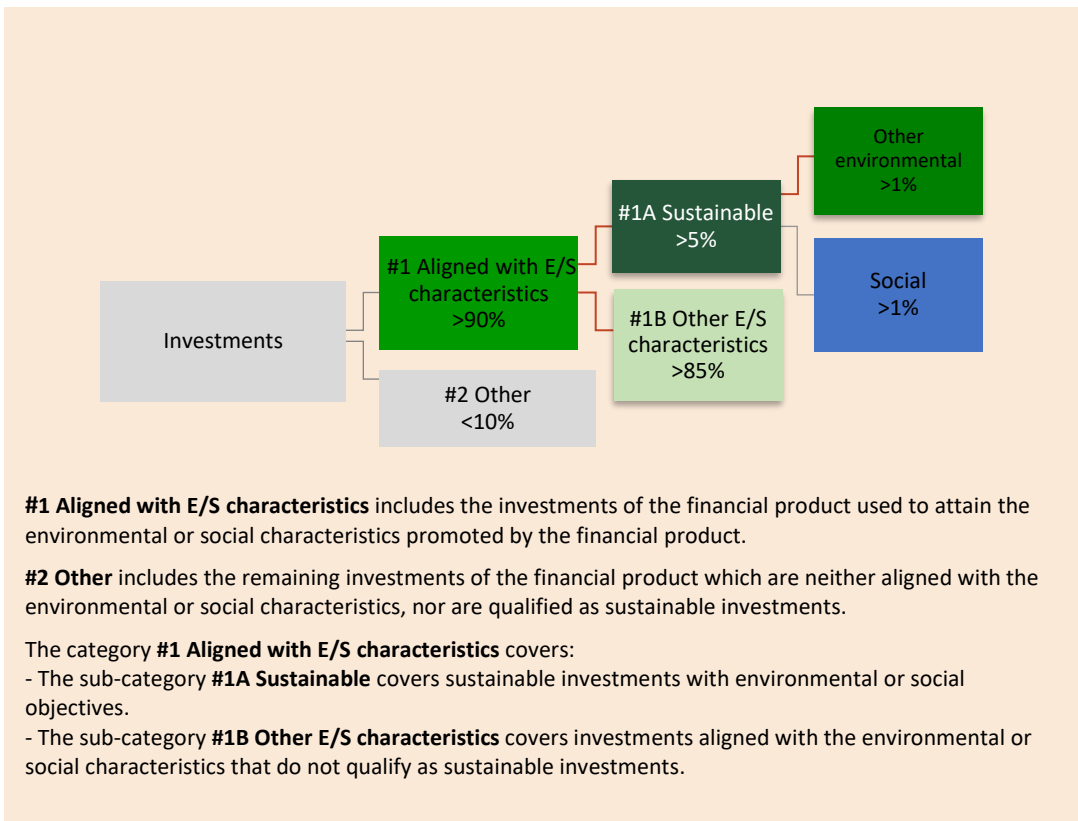 Investments
#1 Aligned with E/S
characteristics
>90%
#2 Other
<10%
#1A Sustainable
>5%
#1B Other E/S
characteristics
>85%
Other
environmental
>1%
Social
>1%
#1 Aligned with E/S characteristics includes the investments of the financial product used to attain the
environmental or social characteristics promoted by the financial product.
#2 Other includes the remaining investments of the financial product which are neither aligned with the
environmental or social characteristics, nor are qualified as sustainable investments.
The category #1 Aligned with E/S characteristics covers:
- The sub-category #1A Sustainable covers sustainable investments with environmental or social
objectives.
- The sub-category #1B Other E/S characteristics covers investments aligned with the environmental or
social characteristics that do not qualify as sustainable investments.